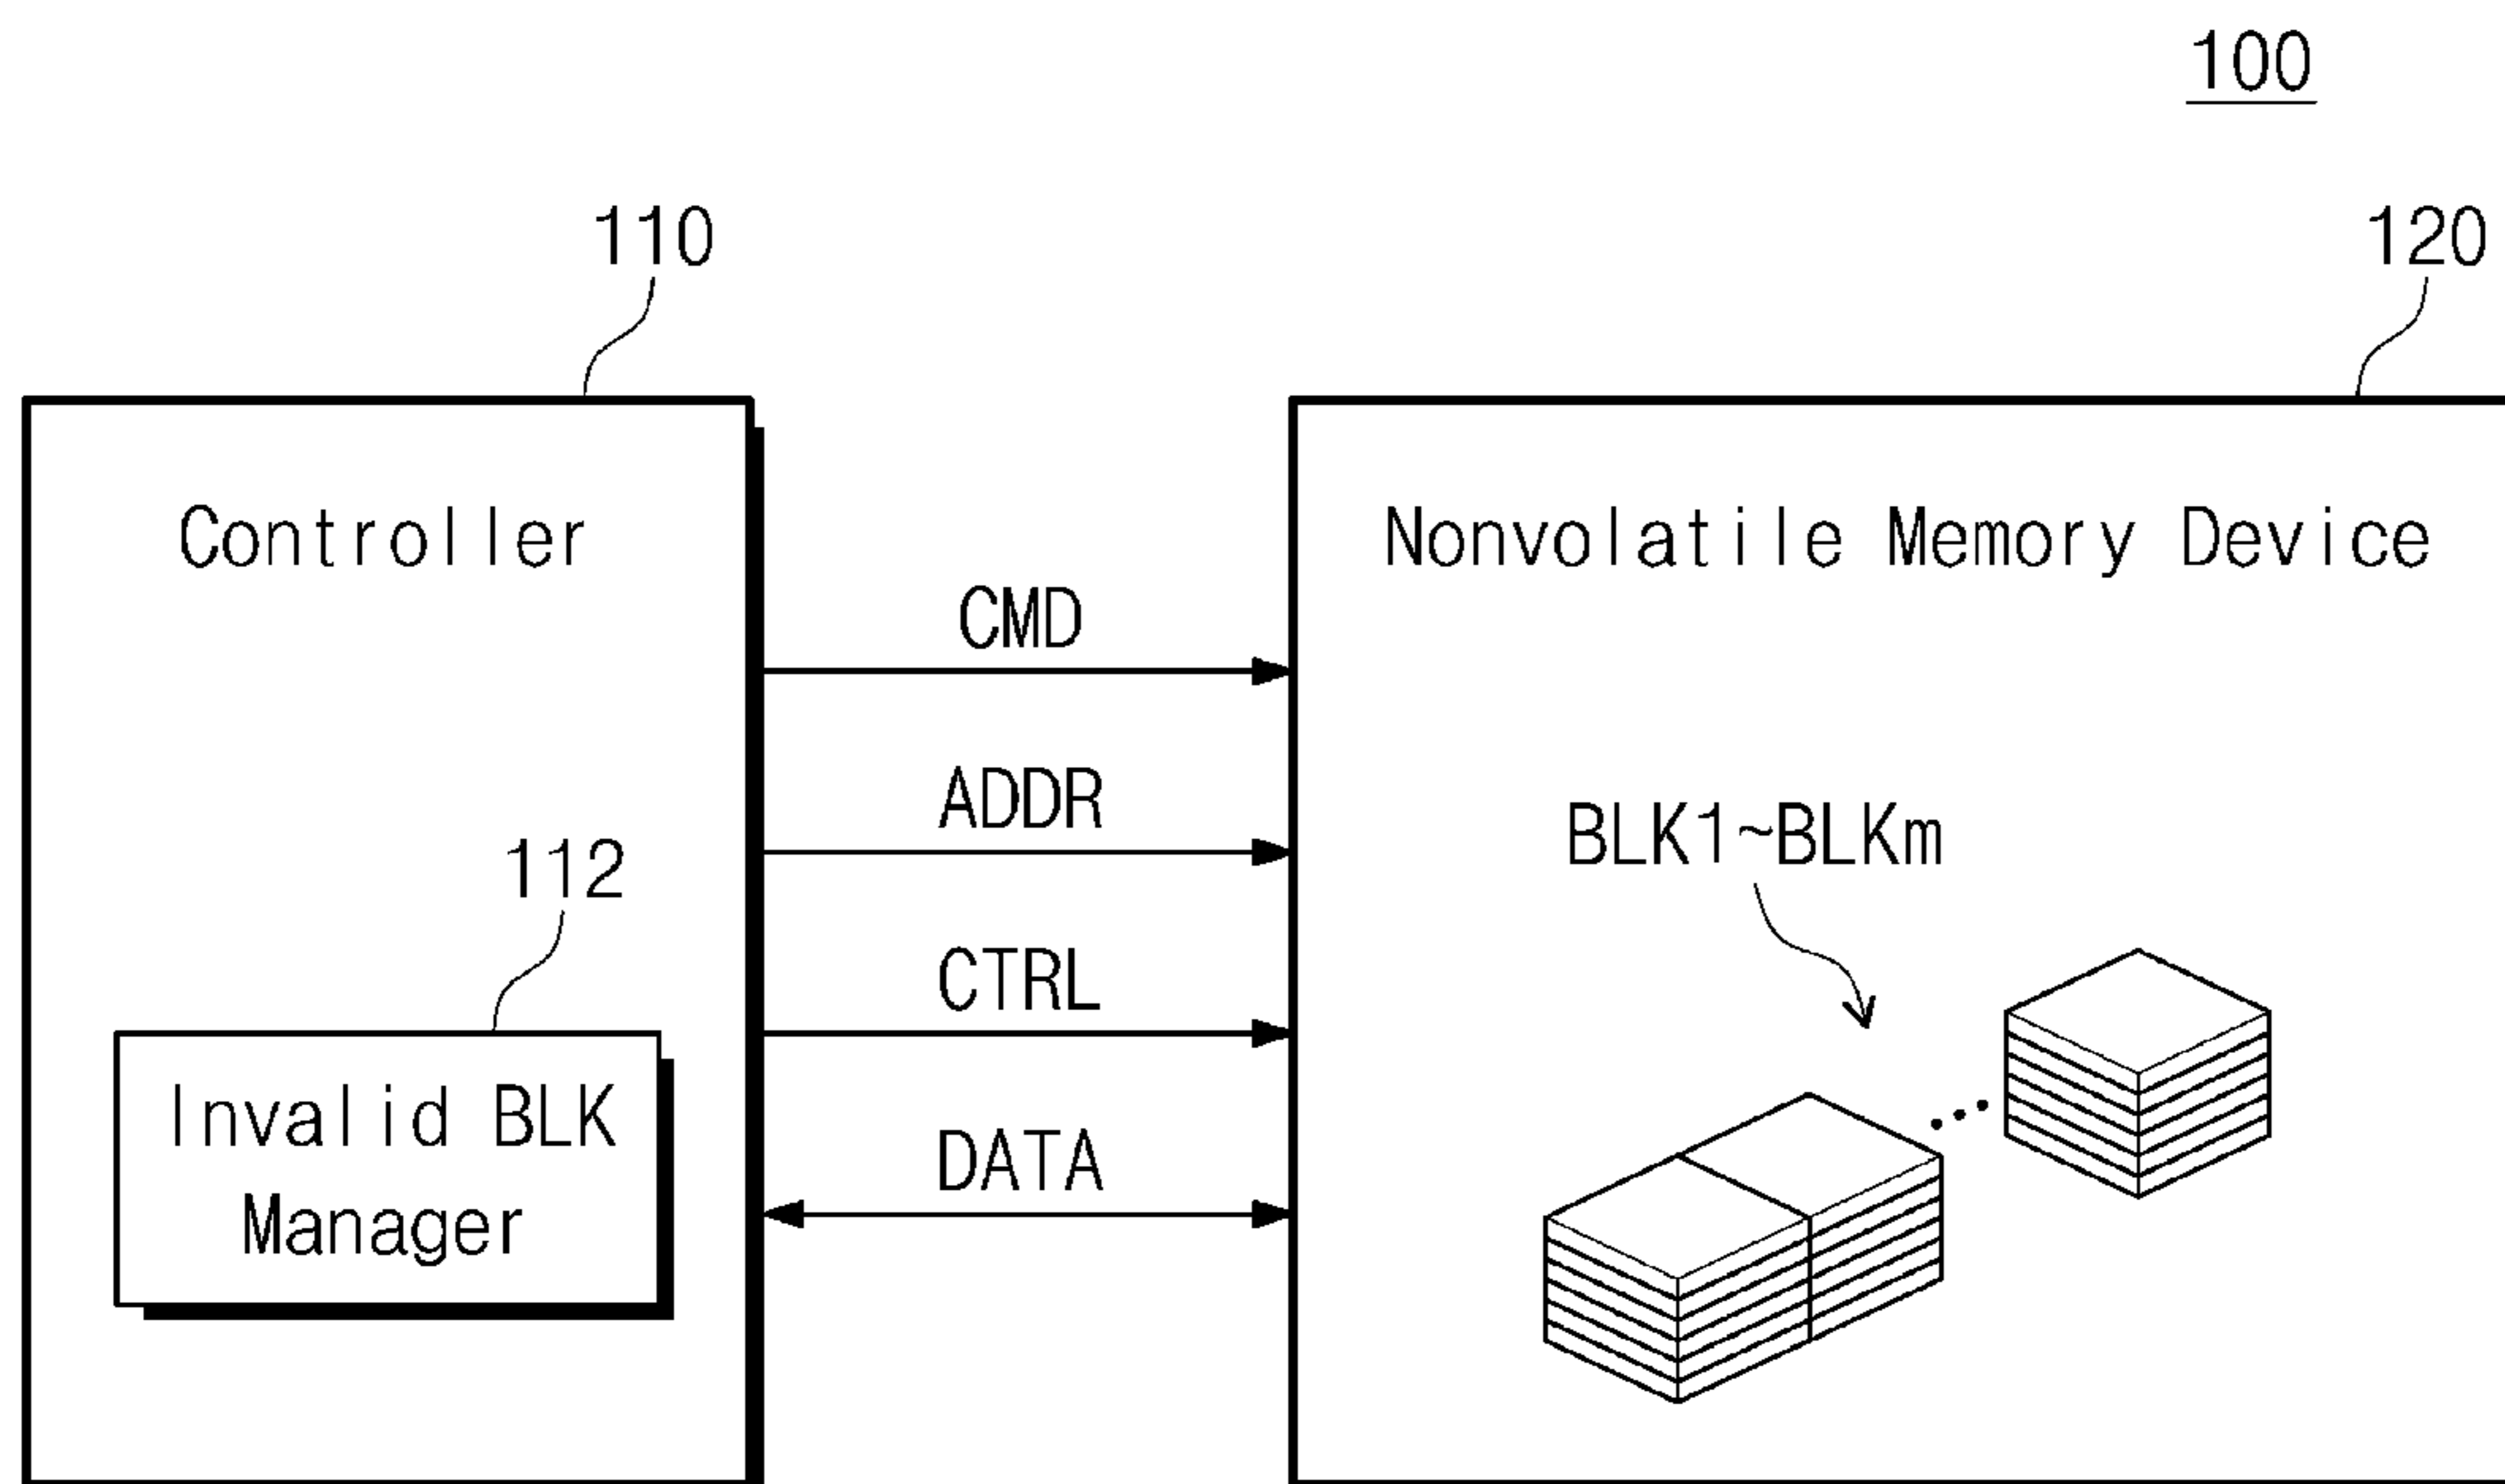 100
110
120
Controller
Nonvolatile Memory Device
CMD
ADDR
BLK1~BLKm
112
CTRL
Invalid BLK
Manager
DATA